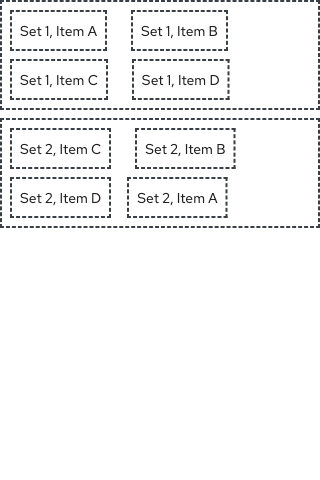 Set 1, Item A
Set 1, Item B
Set 1, Item C
Set 1, Item D
Set 2, Item C
Set 2, Item B
Set 2, Item D
Set 2, Item A